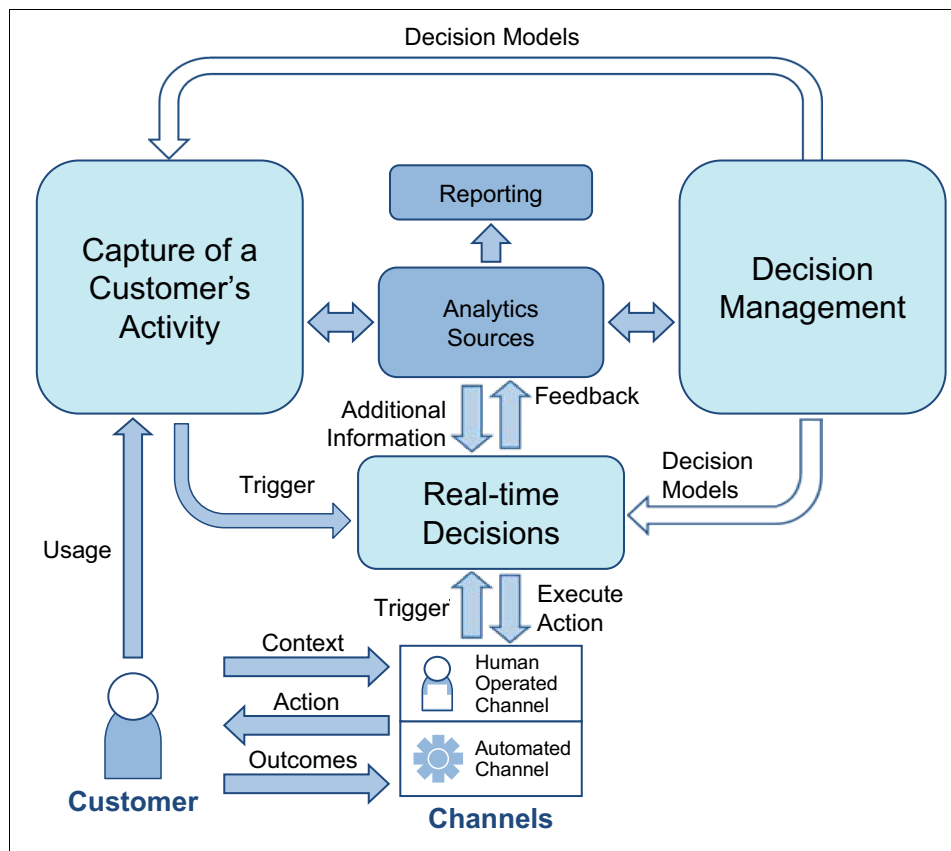 Decision Models
Reporting
Capture of a
Customer's
Activity
Analytics
Sources
Decision
Management
Additional
Information
Feedback
Trigger
Real-time
Decisions
Decision
Models
Usage
Trigger
Execute
Action
Context
Human
Operated
Channel
Action
Automated
Channel
Outcomes
Customer
Channels